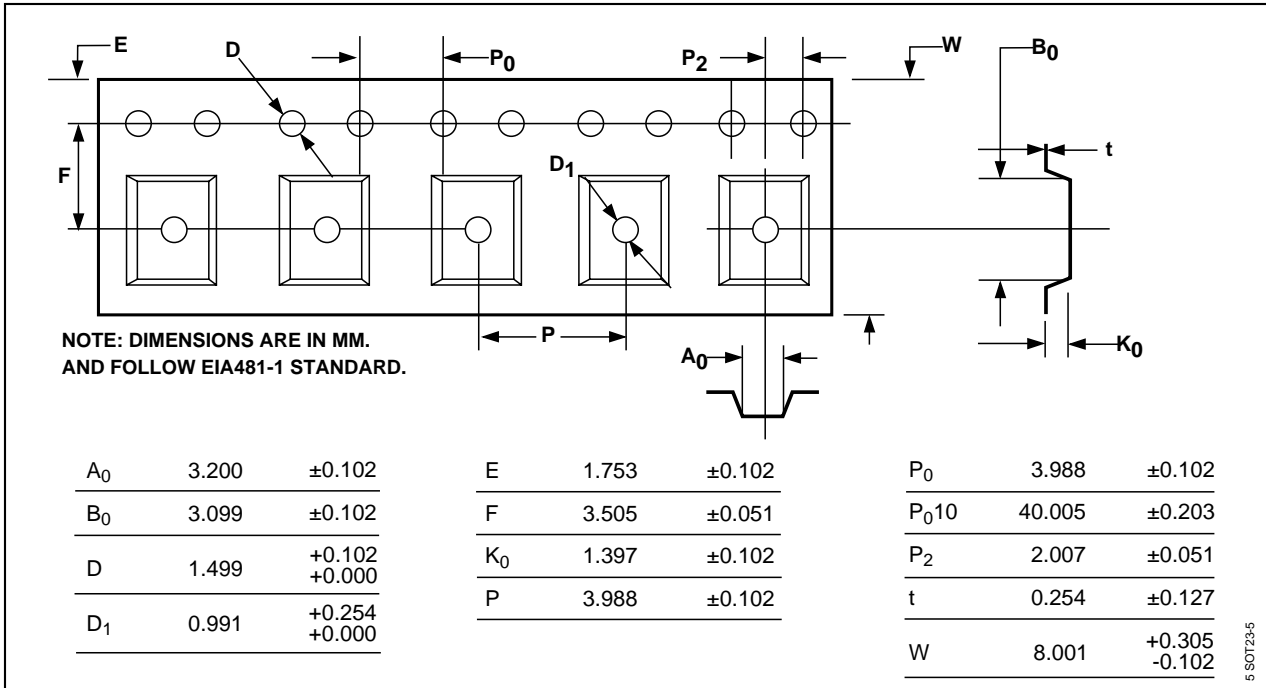 E
D
P0
P2
W
B0
t
F
D1
NOTE: DIMENSIONS ARE IN MM.
AND FOLLOW EIA481-1 STANDARD.
P
A0
K0
A0 3.200 ±0.102
B0 3.099 ±0.102
D 1.499 +0.102
+0.000
D1 0.991 +0.254
+0.000
E 1.753 ±0.102
F 3.505 ±0.051
K0 1.397 ±0.102
P 3.988 ±0.102
P0 3.988 ±0.102
P010 40.005 ±0.203
P2 2.007 ±0.051
t 0.254 ±0.127
W 8.001 +0.305
-0.102
5 SOT23-5